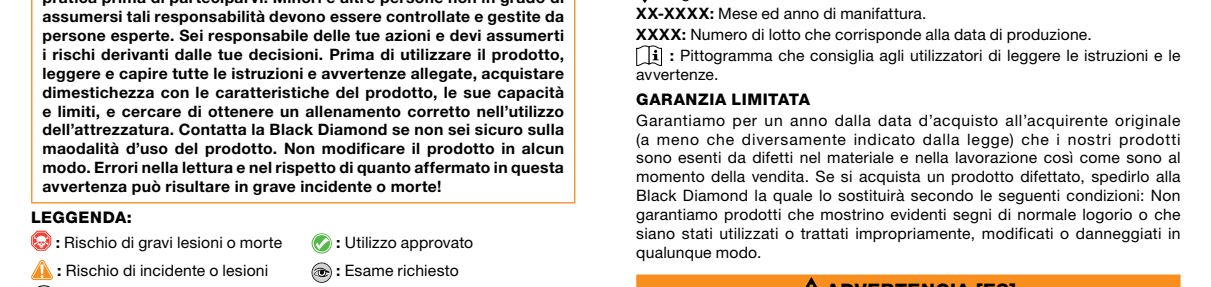 pratica prima di parteciparvi. Minori e altre persone non in grado di
assumersi tali responsabilità devono essere controllate e gestite da
persone esperte. Sei responsabile delle tue azioni e devi assumerti
i rischi derivanti dalle tue decisioni. Prima di utilizzare il prodotto,
leggere e capire tutte le istruzioni e avvertenze allegate, acquistare
dimestichezza con le caratteristiche del prodotto, le sue capacità
e limiti, e cercare di ottenere un allenamento corretto nell'utilizzo
dell'attrezzatura. Contatta la Black Diamond se non sei sicuro sulla
maodalità d'uso del prodotto. Non modificare il prodotto in alcun
modo. Errori nella lettura e nel rispetto di quanto affermato in questa
avvertenza può risultare in grave incidente o morte!
LEGGENDA:
: Rischio di gravi lesioni o morte
: Utilizzo approvato
: Rischio di incidente o lesioni
: Esame richiesto
XX-XXXX: Mese ed anno di manifattura.
XXXX: Numero di lotto che corrisponde alla data di produzione.
: Pittogramma che consiglia agli utilizzatori di leggere le istruzioni e le
avvertenze.
GARANZIA LIMITATA
Garantiamo per un anno dalla data d'acquisto all'acquirente originale
(a meno che diversamente indicato dalla legge) che i nostri prodotti
sono esenti da difetti nel materiale e nella lavorazione così come sono al
momento della vendita. Se si acquista un prodotto difettato, spedirlo alla
Black Diamond la quale lo sostituirà secondo le seguenti condizioni: Non
garantiamo prodotti che mostrino evidenti segni di normale logorio o che
siano stati utilizzati o trattati impropriamente, modificati o danneggiati in
qualunque modo.
ADVERTENCIA [ES]